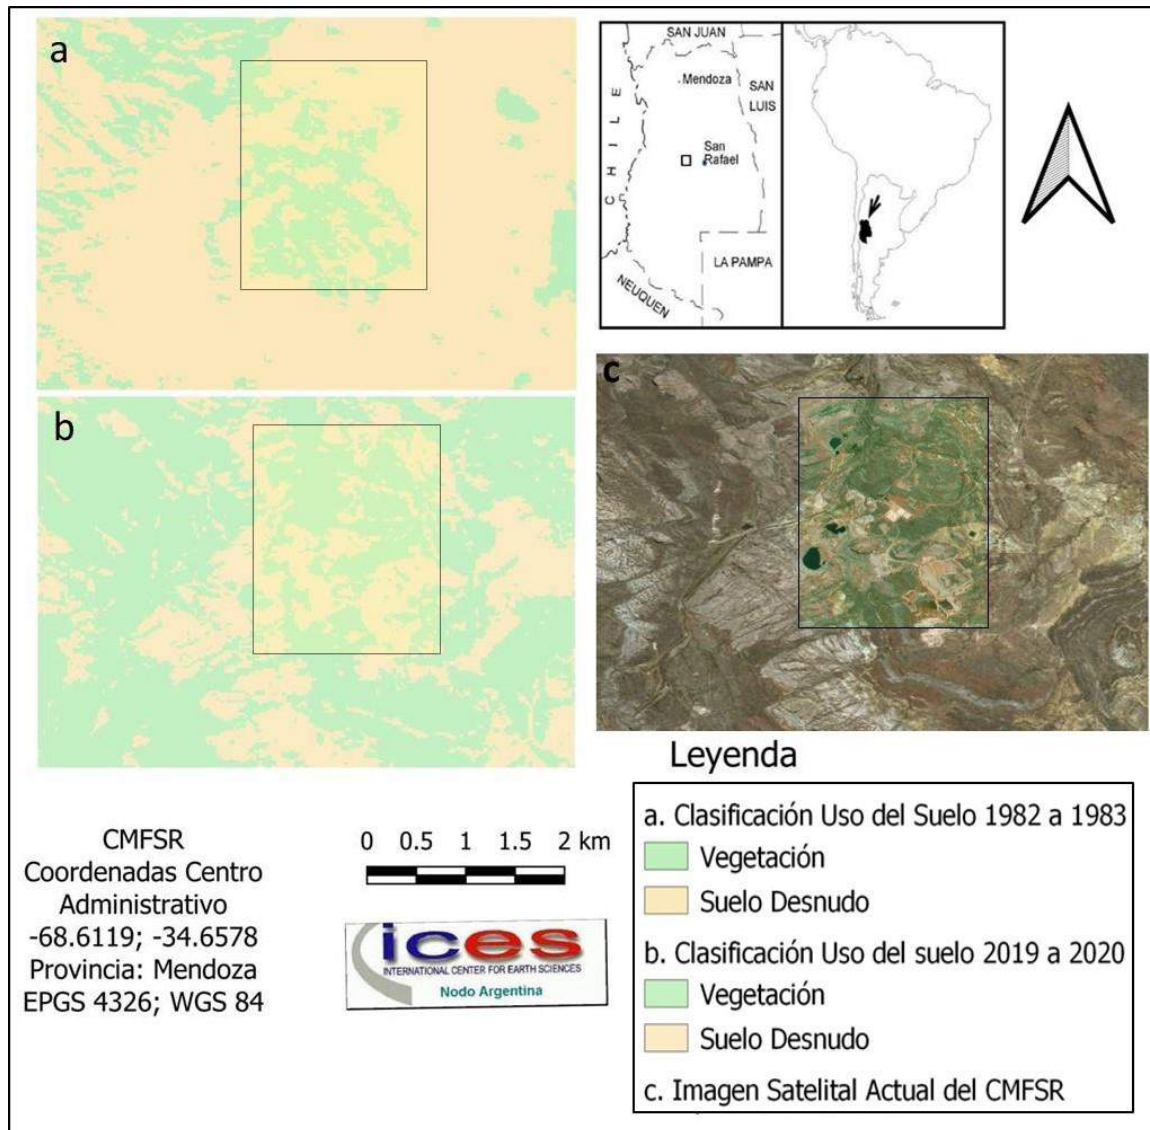 a
b
SAN JUAN
Mendoza
SAN
LUIS
CHILE
San
Rafael
LA PAMPA
NEUQUEN
c
Leyenda
a. Clasificación Uso del Suelo 1982 a 1983
Vegetación
Suelo Desnudo
b. Clasificación Uso del suelo 2019 a 2020
Vegetación
Suelo Desnudo
c. Imagen Satelital Actual del CMFSR
CMFSR
Coordenadas Centro
Administrativo
-68.6119; -34.6578
Provincia: Mendoza
EPGS 4326; WGS 84
0 0.5 1 1.5 2 km
ices
INTERNATIONAL CENTER FOR EARTH SCIENCES
Nodo Argentina